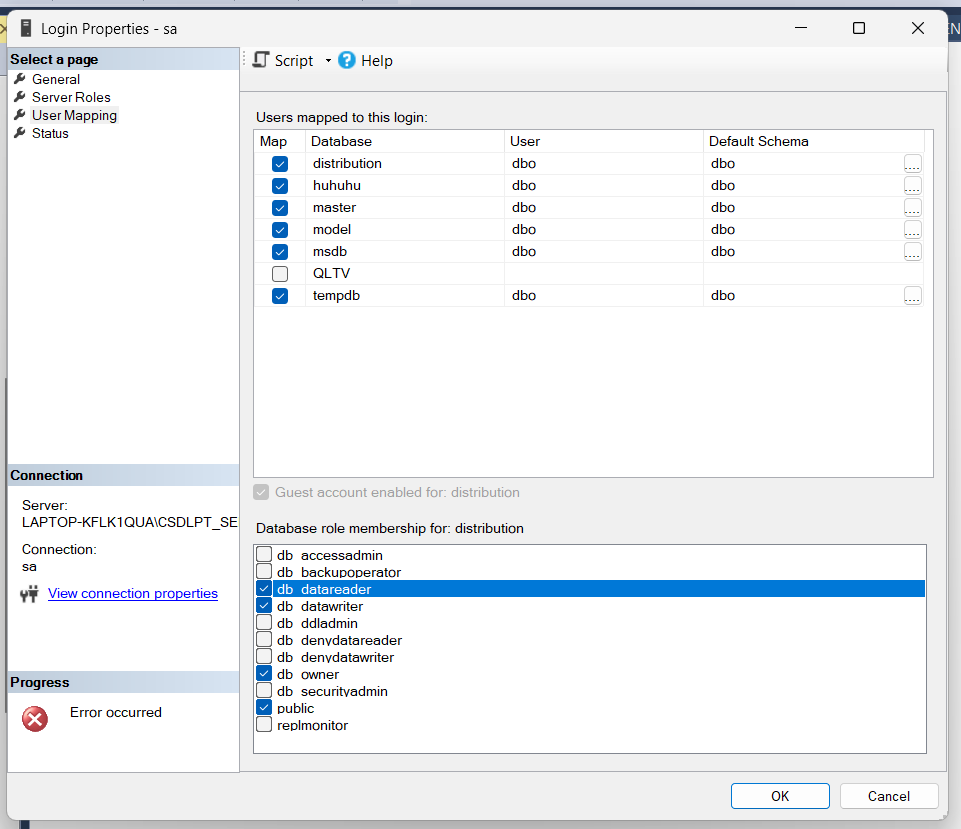 Login Properties - sa
Select a page
General
Server Roles
User Mapping
Status
Script
Help
Users mapped to this login:
Map Database User Default Schema
distribution dbo dbo ...
huhuhu dbo dbo ...
master dbo dbo ...
model dbo dbo ...
msdb dbo dbo ...
QLTV
tempdb dbo dbo ...
Guest account enabled for: distribution
Database role membership for: distribution
db_accessadmin
db_backupoperator
db_datareader
db_datawriter
db_ddladmin
db_denydatareader
db_denydatawriter
db_owner
db_securityadmin
public
replmonitor
Connection
Server:
LAPTOP-KFLK1QUA\CSDLPT_SE
Connection:
sa
View connection properties
Progress
Error occurred
OK
Cancel